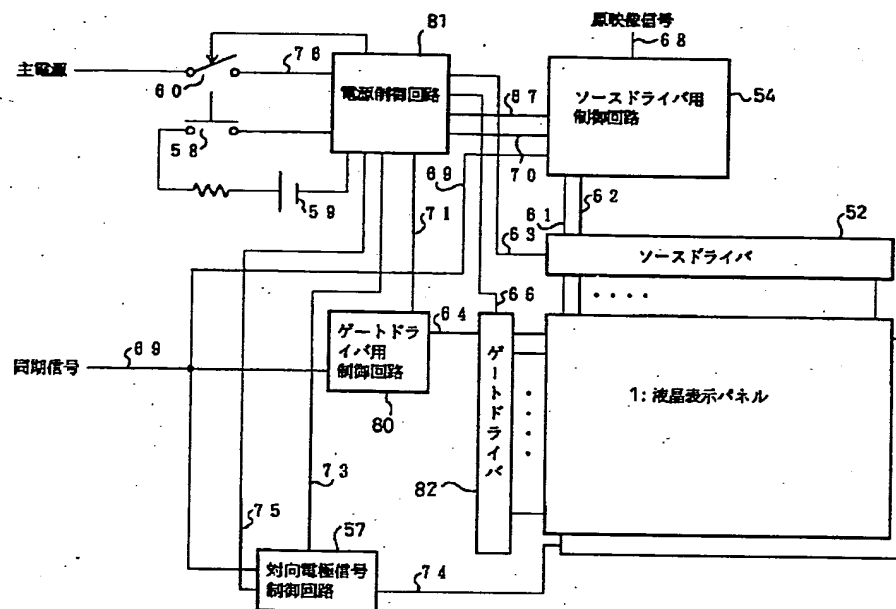 原映像信号
68
主電源
60
76
81
電源制御回路
67
70
ソースドライバ用
制御回路
54
58
59
69
71
61
62
63
52
ソースドライバ
66
同期信号
69
ゲートドラ
イバ用
制御回路
80
64
ゲートドライバ
82
1:液晶表示パネル
73
75
57
対向電極信号
制御回路
74